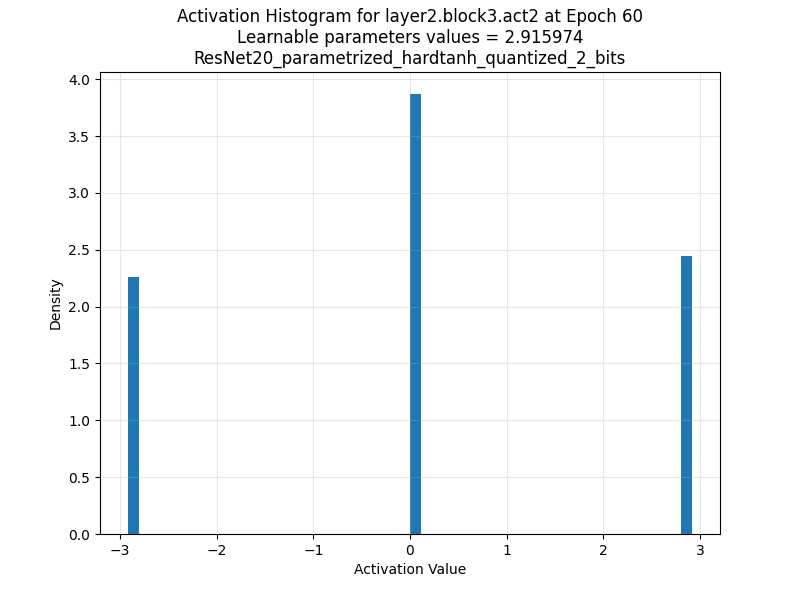 Activation Histogram for layer2.block3.act2 at Epoch 60
Learnable parameters values = 2.915974
ResNet20_parametrized_hardtanh_quantized_2_bits
4.0
3.5
3.0
2.5
2.0
1.5
1.0
0.5
0.0
Density
−3 −2 −1 0 1 2 3
Activation Value